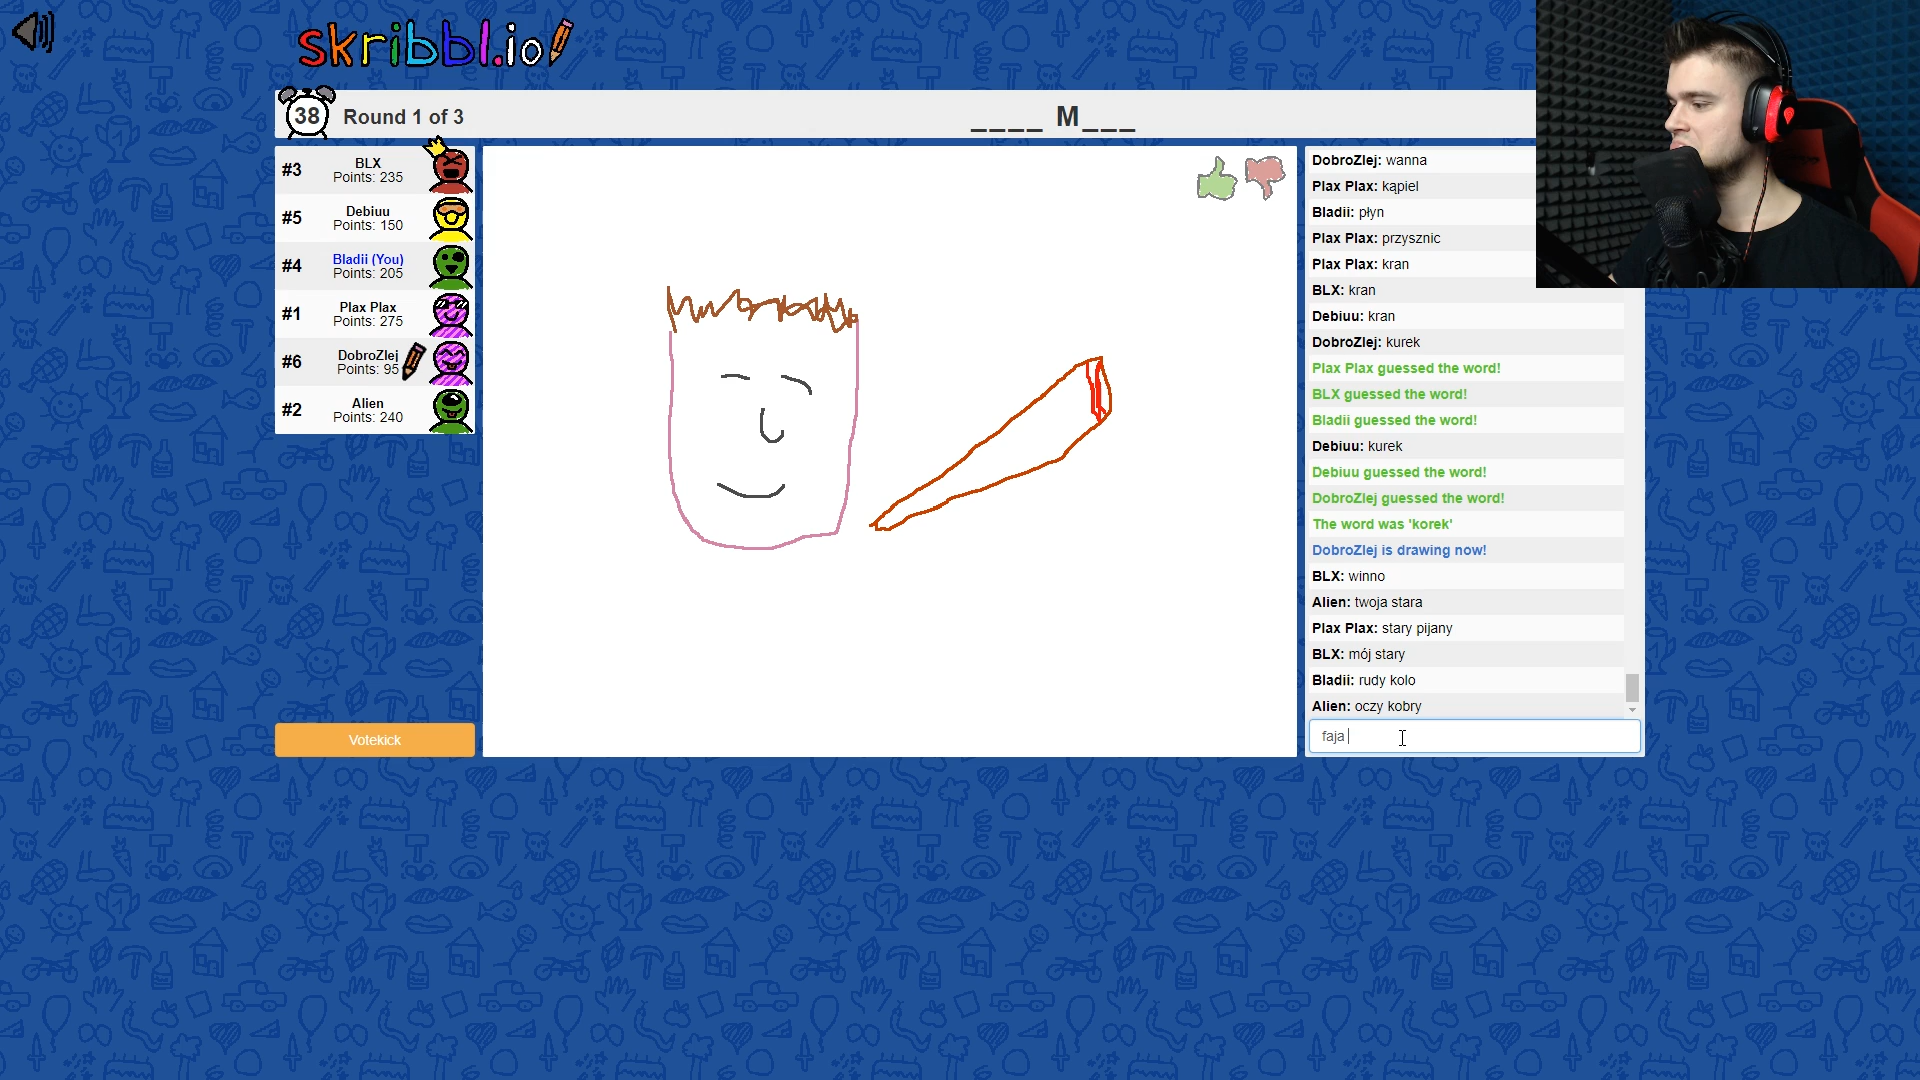 skribbl.io
38
Round 1 of 3
____ M___
#3
BLX
Points: 235
#5
Debiuu
Points: 150
#4
Bladii (You)
Points: 205
#1
Plax Plax
Points: 275
#6
DobroZlej
Points: 95
#2
Alien
Points: 240
Votekick
DobroZlej: wanna
Plax Plax: kąpiel
Bladii: płyn
Plax Plax: przysznic
Plax Plax: kran
BLX: kran
Debiuu: kran
DobroZlej: kurek
Plax Plax guessed the word!
BLX guessed the word!
Bladii guessed the word!
Debiuu: kurek
Debiuu guessed the word!
DobroZlej guessed the word!
The word was 'korek'
DobroZlej is drawing now!
BLX: winno
Alien: twoja stara
Plax Plax: stary pijany
BLX: mój stary
Bladii: rudy kolo
Alien: oczy kobry
faja